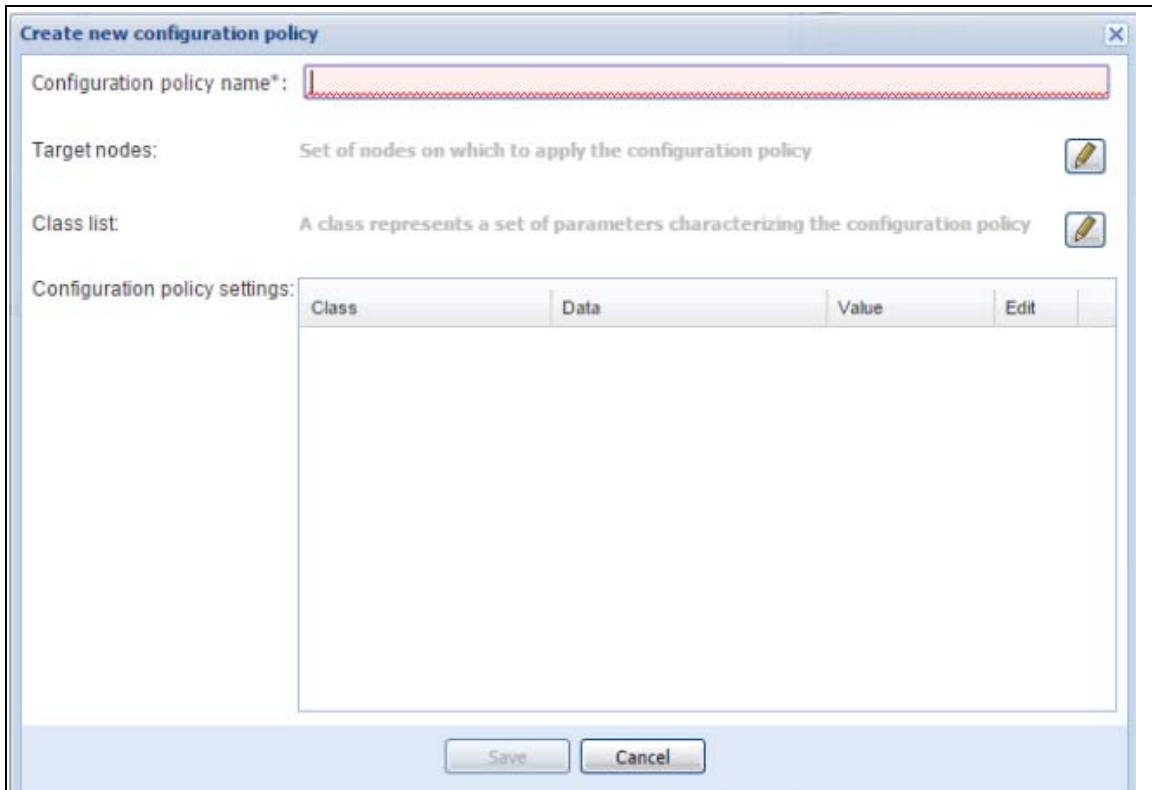 Create new configuration policy
Configuration policy name*:
Target nodes: Set of nodes on which to apply the configuration policy
Class list: A class represents a set of parameters characterizing the configuration policy
Configuration policy settings:
Class Data Value Edit
Save Cancel